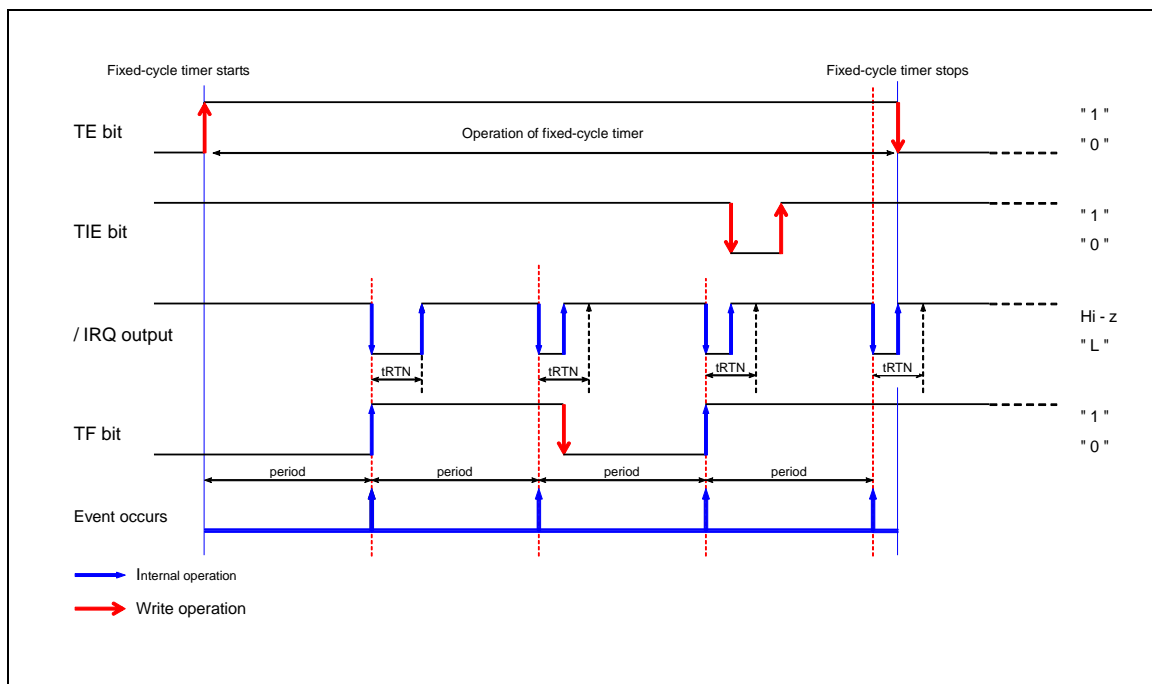 Fixed-cycle timer starts
Fixed-cycle timer stops
TE bit
Operation of fixed-cycle timer
" 1 "
" 0 "
TIE bit
" 1 "
" 0 "
/ IRQ output
Hi - z
" L "
tRTN
tRTN
tRTN
tRTN
TF bit
" 1 "
" 0 "
period
period
period
period
Event occurs
Internal operation
Write operation